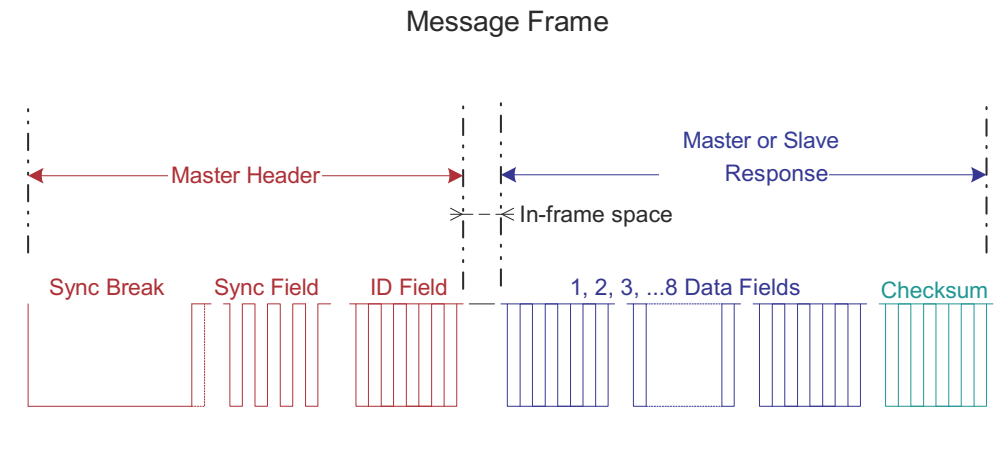 Message Frame
Master or Slave
Master Header
Response
In-frame space
Sync Break
Sync Field
ID Field
1, 2, 3, ...8 Data Fields
Checksum